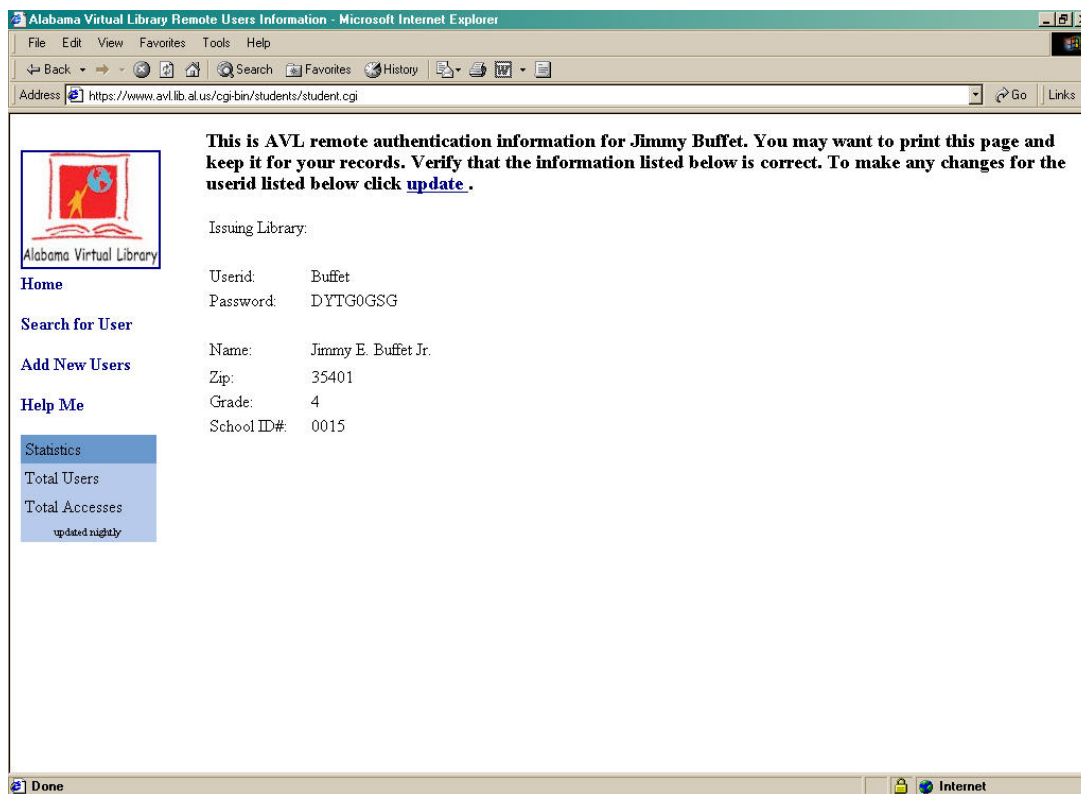 Alabama Virtual Library Remote Users Information - Microsoft Internet Explorer
File Edit View Favorites Tools Help
Back Search Favorites History
Address https://www.avl.lib.al.us/cgi-bin/students/student.cgi Go Links
This is AVL remote authentication information for Jimmy Buffet. You may want to print this page and
keep it for your records. Verify that the information listed below is correct. To make any changes for the
userid listed below click update .
Alabama Virtual Library
Home
Search for User
Add New Users
Help Me
Statistics
Total Users
Total Accesses
updated nightly
Issuing Library:
Userid: Buffet
Password: DYTG0GSG
Name: Jimmy E. Buffet Jr.
Zip: 35401
Grade: 4
School ID#: 0015
Done Internet